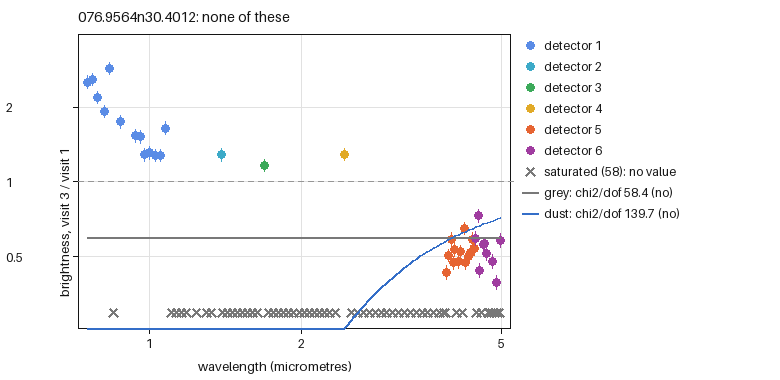 076.9564n30.4012: none of these
brightness, visit 3 / visit 1
2
1
0.5
1
2
5
wavelength (micrometres)
detector 1
detector 2
detector 3
detector 4
detector 5
detector 6
saturated (58): no value
grey: chi2/dof 58.4 (no)
dust: chi2/dof 139.7 (no)